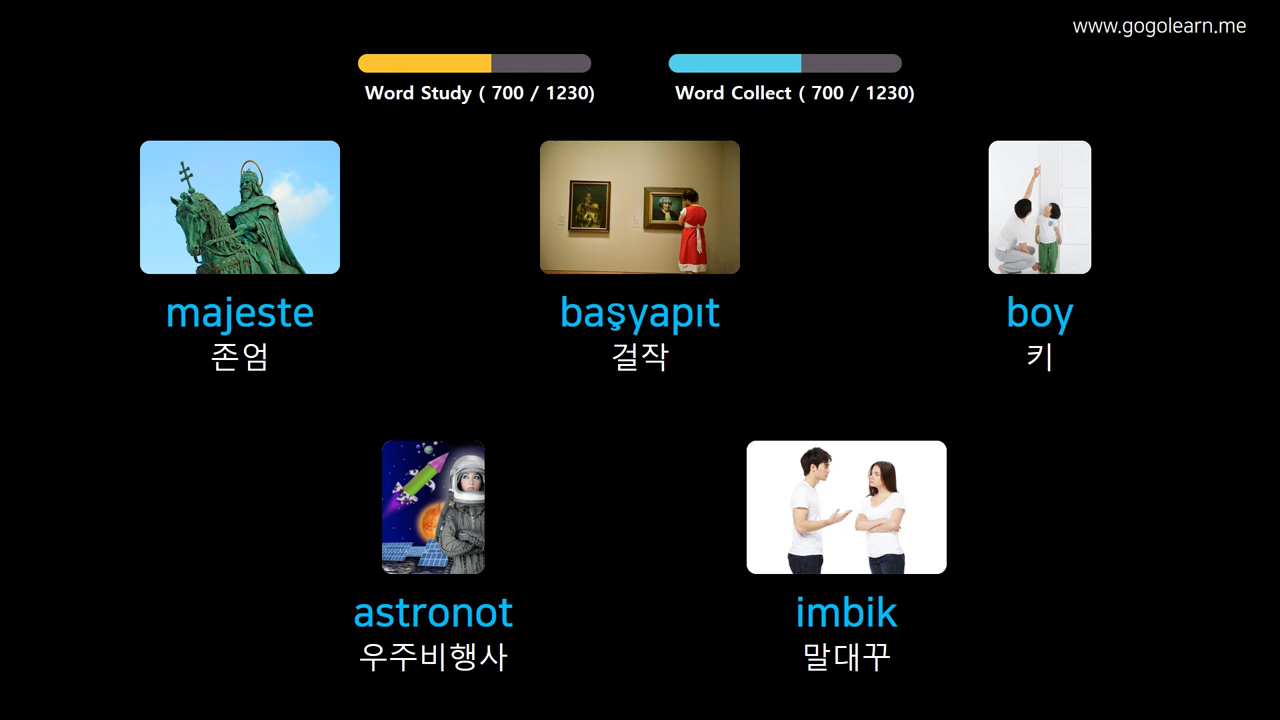 www.gogolearn.me
Word Study ( 700 / 1230)
Word Collect ( 700 / 1230)
majeste
존엄
başyapıt
걸작
boy
키
astronot
우주비행사
imbik
말대꾸